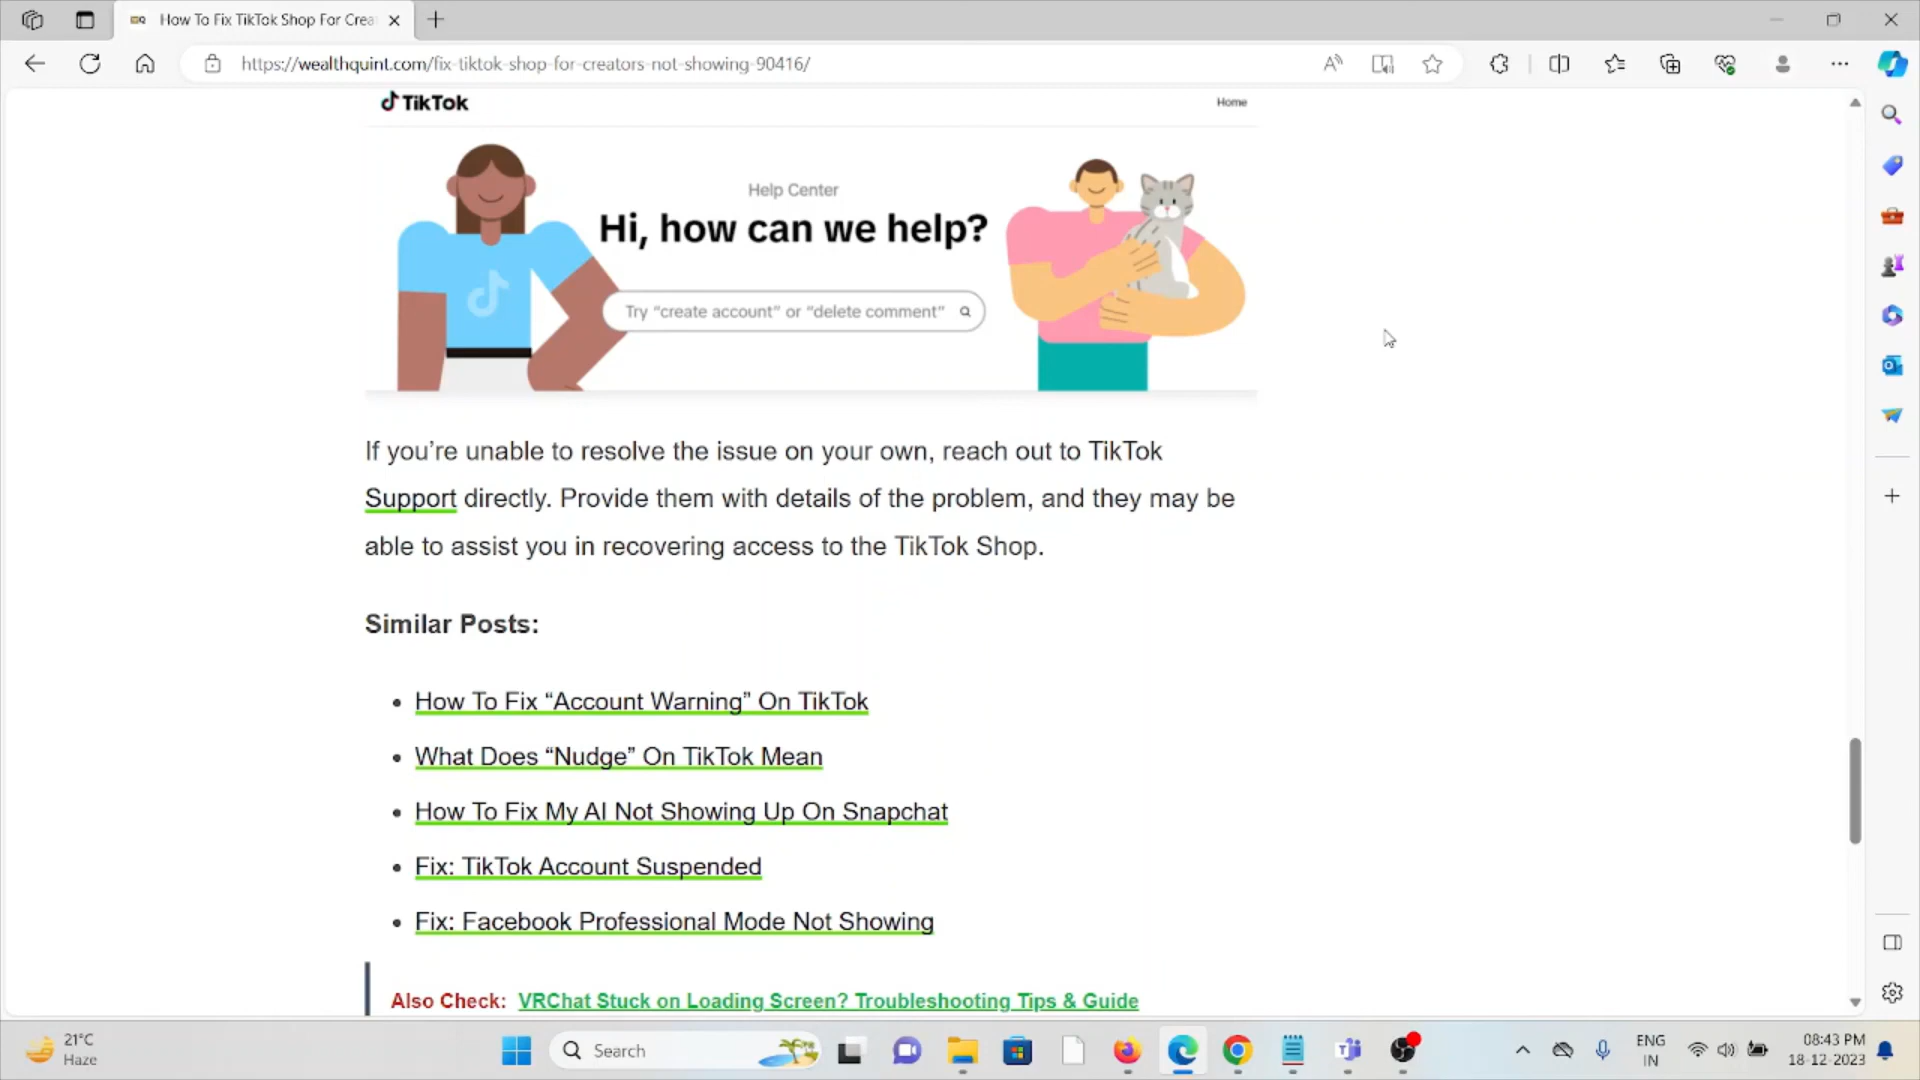 How To Fix TikTok Shop For Crea
https://wealthquint.com/fix-tiktok-shop-for-creators-not-showing-90416/
TikTok
Home
Help Center
Hi, how can we help?
Try “create account” or “delete comment”
If you’re unable to resolve the issue on your own, reach out to TikTok
Support directly. Provide them with details of the problem, and they may be
able to assist you in recovering access to the TikTok Shop.
Similar Posts:
• How To Fix “Account Warning” On TikTok
• What Does “Nudge” On TikTok Mean
• How To Fix My AI Not Showing Up On Snapchat
• Fix: TikTok Account Suspended
• Fix: Facebook Professional Mode Not Showing
Also Check: VRChat Stuck on Loading Screen? Troubleshooting Tips & Guide
21°C
Haze
Search
ENG
IN
08:43 PM
18-12-2023